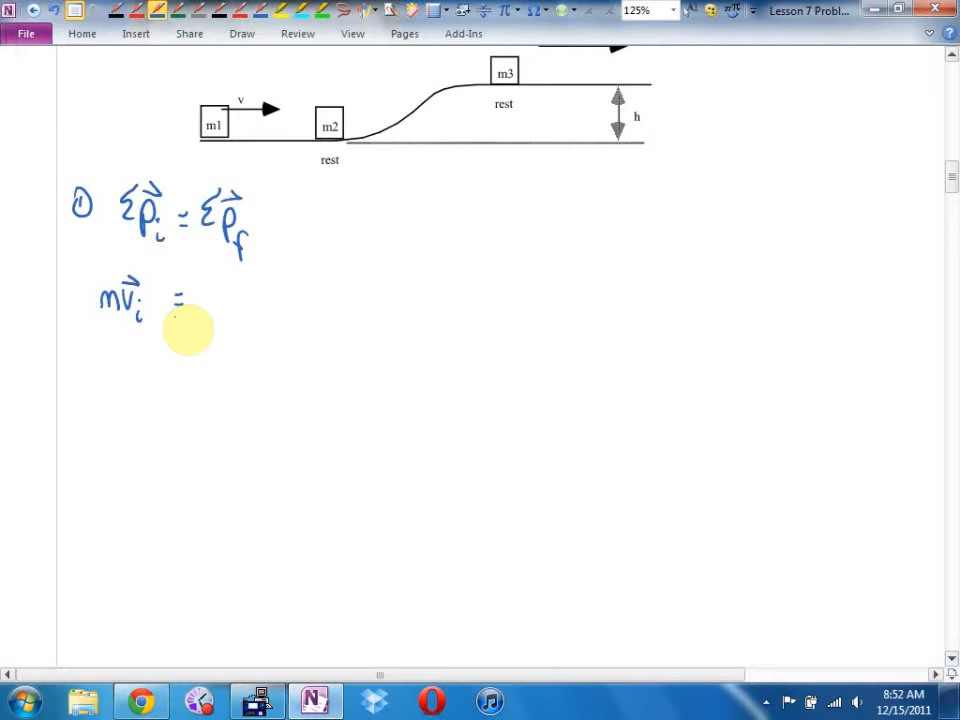 125%
Lesson 7 Probl...
File Home Insert Share Draw Review View Pages Add-Ins
m3
rest
v
h
m1
m2
rest
① Σp⃗ᵢ = Σp⃗f
mv⃗ᵢ =
8:52 AM
12/15/2011